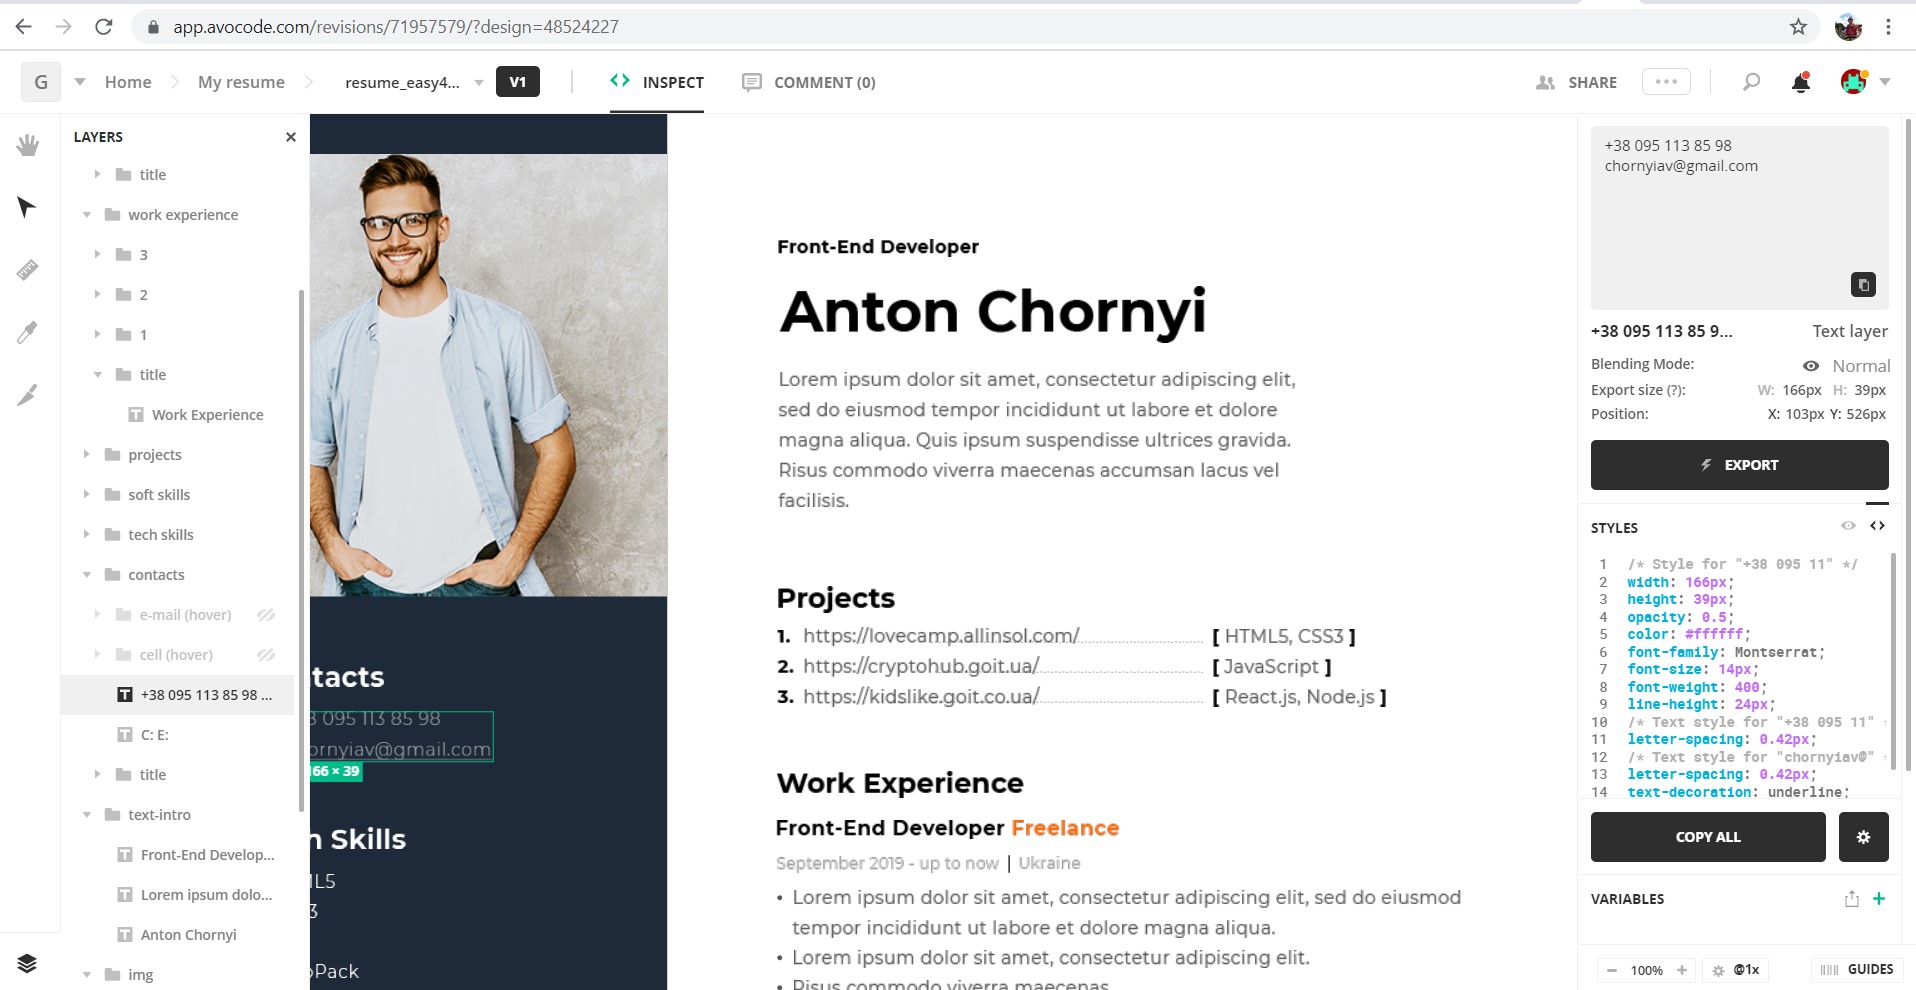 app.avocode.com/revisions/71957579/?design=48524227
G
Home
My resume
resume_easy4...
V1
INSPECT
COMMENT (0)
SHARE
LAYERS
title
work experience
3
2
1
title
Work Experience
projects
soft skills
tech skills
contacts
e-mail (hover)
cell (hover)
+38 095 113 85 98 ...
C: E:
title
text-intro
Front-End Develop...
Lorem ipsum dolo...
Anton Chornyi
img
tacts
8 095 113 85 98
ornyiav@gmail.com
166 × 39
Skills
ML5
3
oPack
Front-End Developer
Anton Chornyi
Lorem ipsum dolor sit amet, consectetur adipiscing elit,
sed do eiusmod tempor incididunt ut labore et dolore
magna aliqua. Quis ipsum suspendisse ultrices gravida.
Risus commodo viverra maecenas accumsan lacus vel
facilisis.
Projects
1. https://lovecamp.allinsol.com/ [ HTML5, CSS3 ]
2. https://cryptohub.goit.ua/ [ JavaScript ]
3. https://kidslike.goit.co.ua/ [ React.js, Node.js ]
Work Experience
Front-End Developer Freelance
September 2019 - up to now | Ukraine
• Lorem ipsum dolor sit amet, consectetur adipiscing elit, sed do eiusmod
tempor incididunt ut labore et dolore magna aliqua.
• Lorem ipsum dolor sit amet, consectetur adipiscing elit.
• Risus commodo viverra maecenas
+38 095 113 85 98
chornyiav@gmail.com
+38 095 113 85 9...
Text layer
Blending Mode: Normal
Export size (?): W: 166px H: 39px
Position: X: 103px Y: 526px
EXPORT
STYLES
1 /* Style for "+38 095 11" */
2 width: 166px;
3 height: 39px;
4 opacity: 0.5;
5 color: #ffffff;
6 font-family: Montserrat;
7 font-size: 14px;
8 font-weight: 400;
9 line-height: 24px;
10 /* Text style for "+38 095 11" *
11 letter-spacing: 0.42px;
12 /* Text style for "chornyiav@" *
13 letter-spacing: 0.42px;
14 text-decoration: underline;
COPY ALL
VARIABLES
100%
@1x
GUIDES